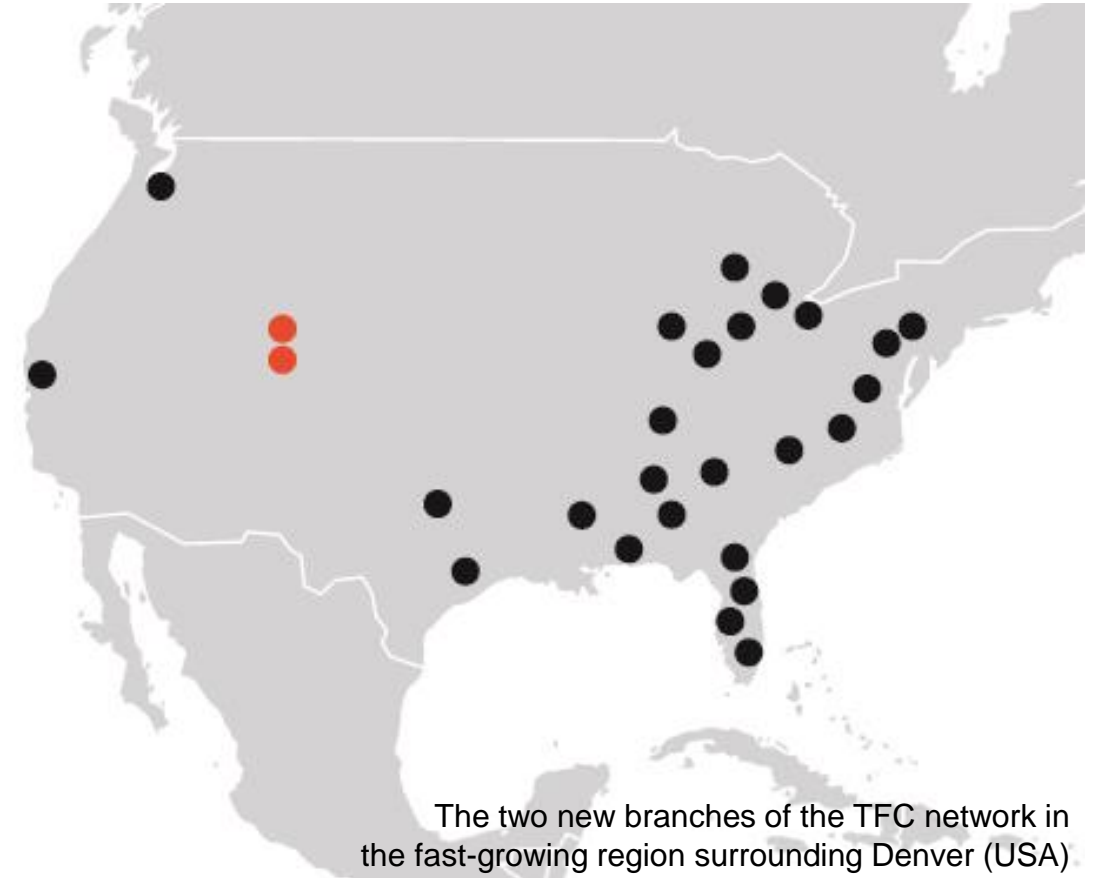 The two new branches of the TFC network in
the fast-growing region surrounding Denver (USA)